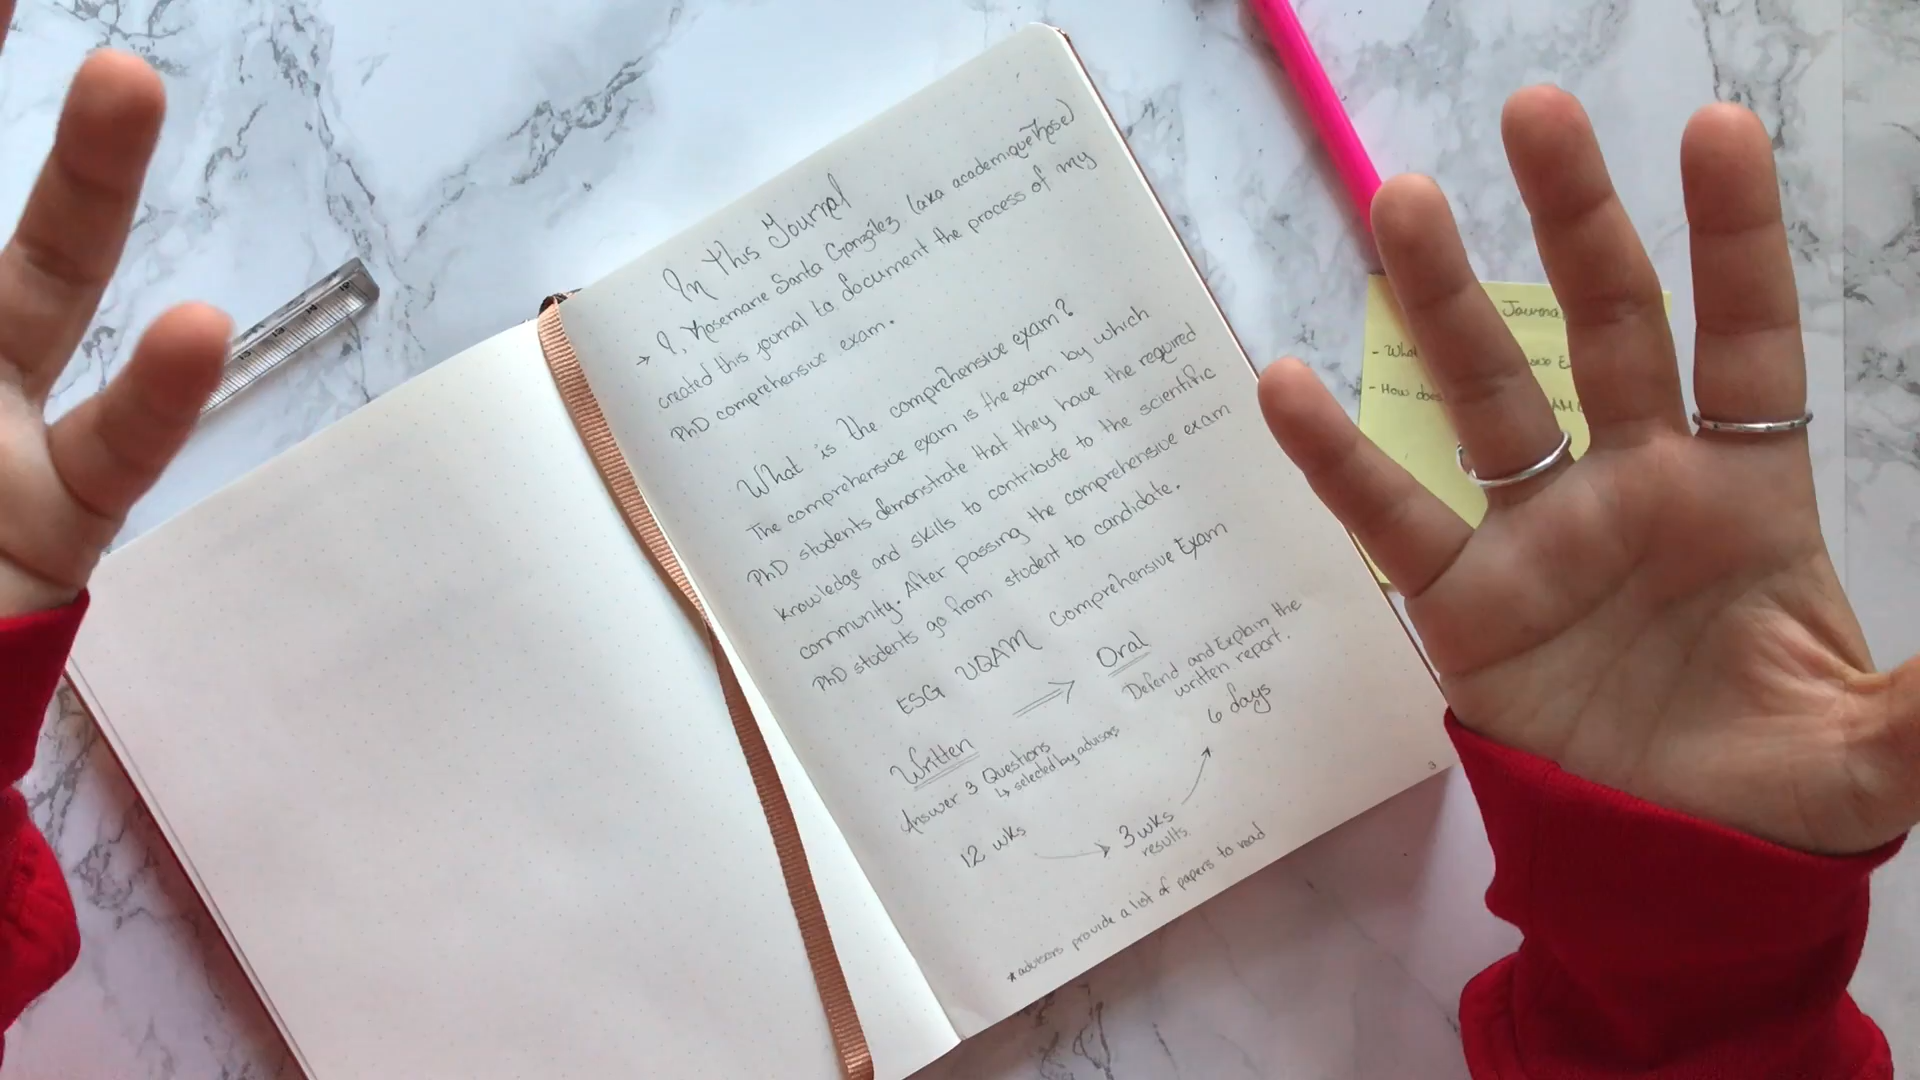 In This Journal
→ I, Rosemarie Santa González (aka academiqueRose)
created this journal to document the process of my
PhD comprehensive exam.
What is the comprehensive exam?
The comprehensive exam is the exam by which
PhD students demonstrate that they have the required
knowledge and skills to contribute to the scientific
community. After passing the comprehensive exam
PhD students go from student to candidate.
ESG UQAM Comprehensive Exam
Written ⇒ Oral
Answer 3 Questions
↳ selected by advisors
Defend and Explain the
written report.
12 wks → 3 wks
results
6 days
*advisors provide a list of papers to read
3
- What
- How does
15 14 13